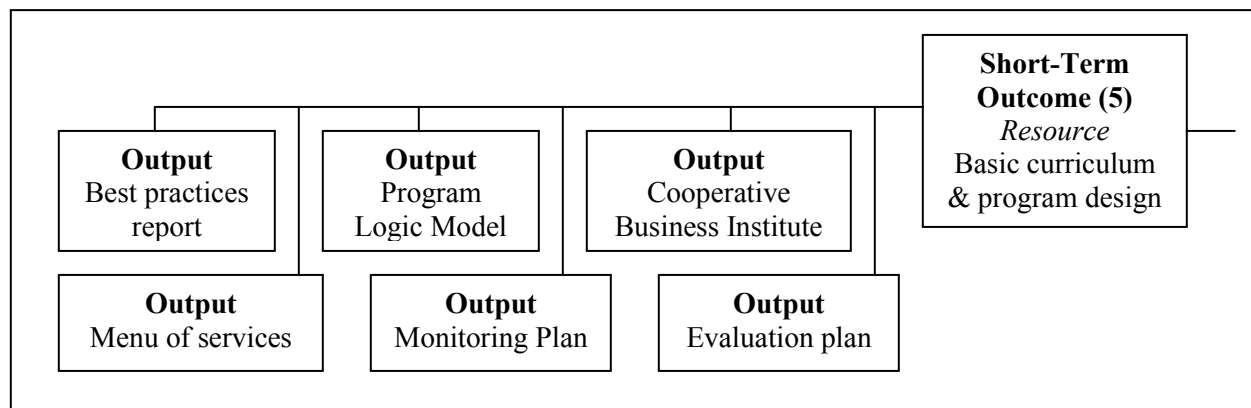 Short-Term
Outcome (5)
Resource
Basic curriculum
& program design
Output
Best practices
report
Output
Program
Logic Model
Output
Cooperative
Business Institute
Output
Menu of services
Output
Monitoring Plan
Output
Evaluation plan